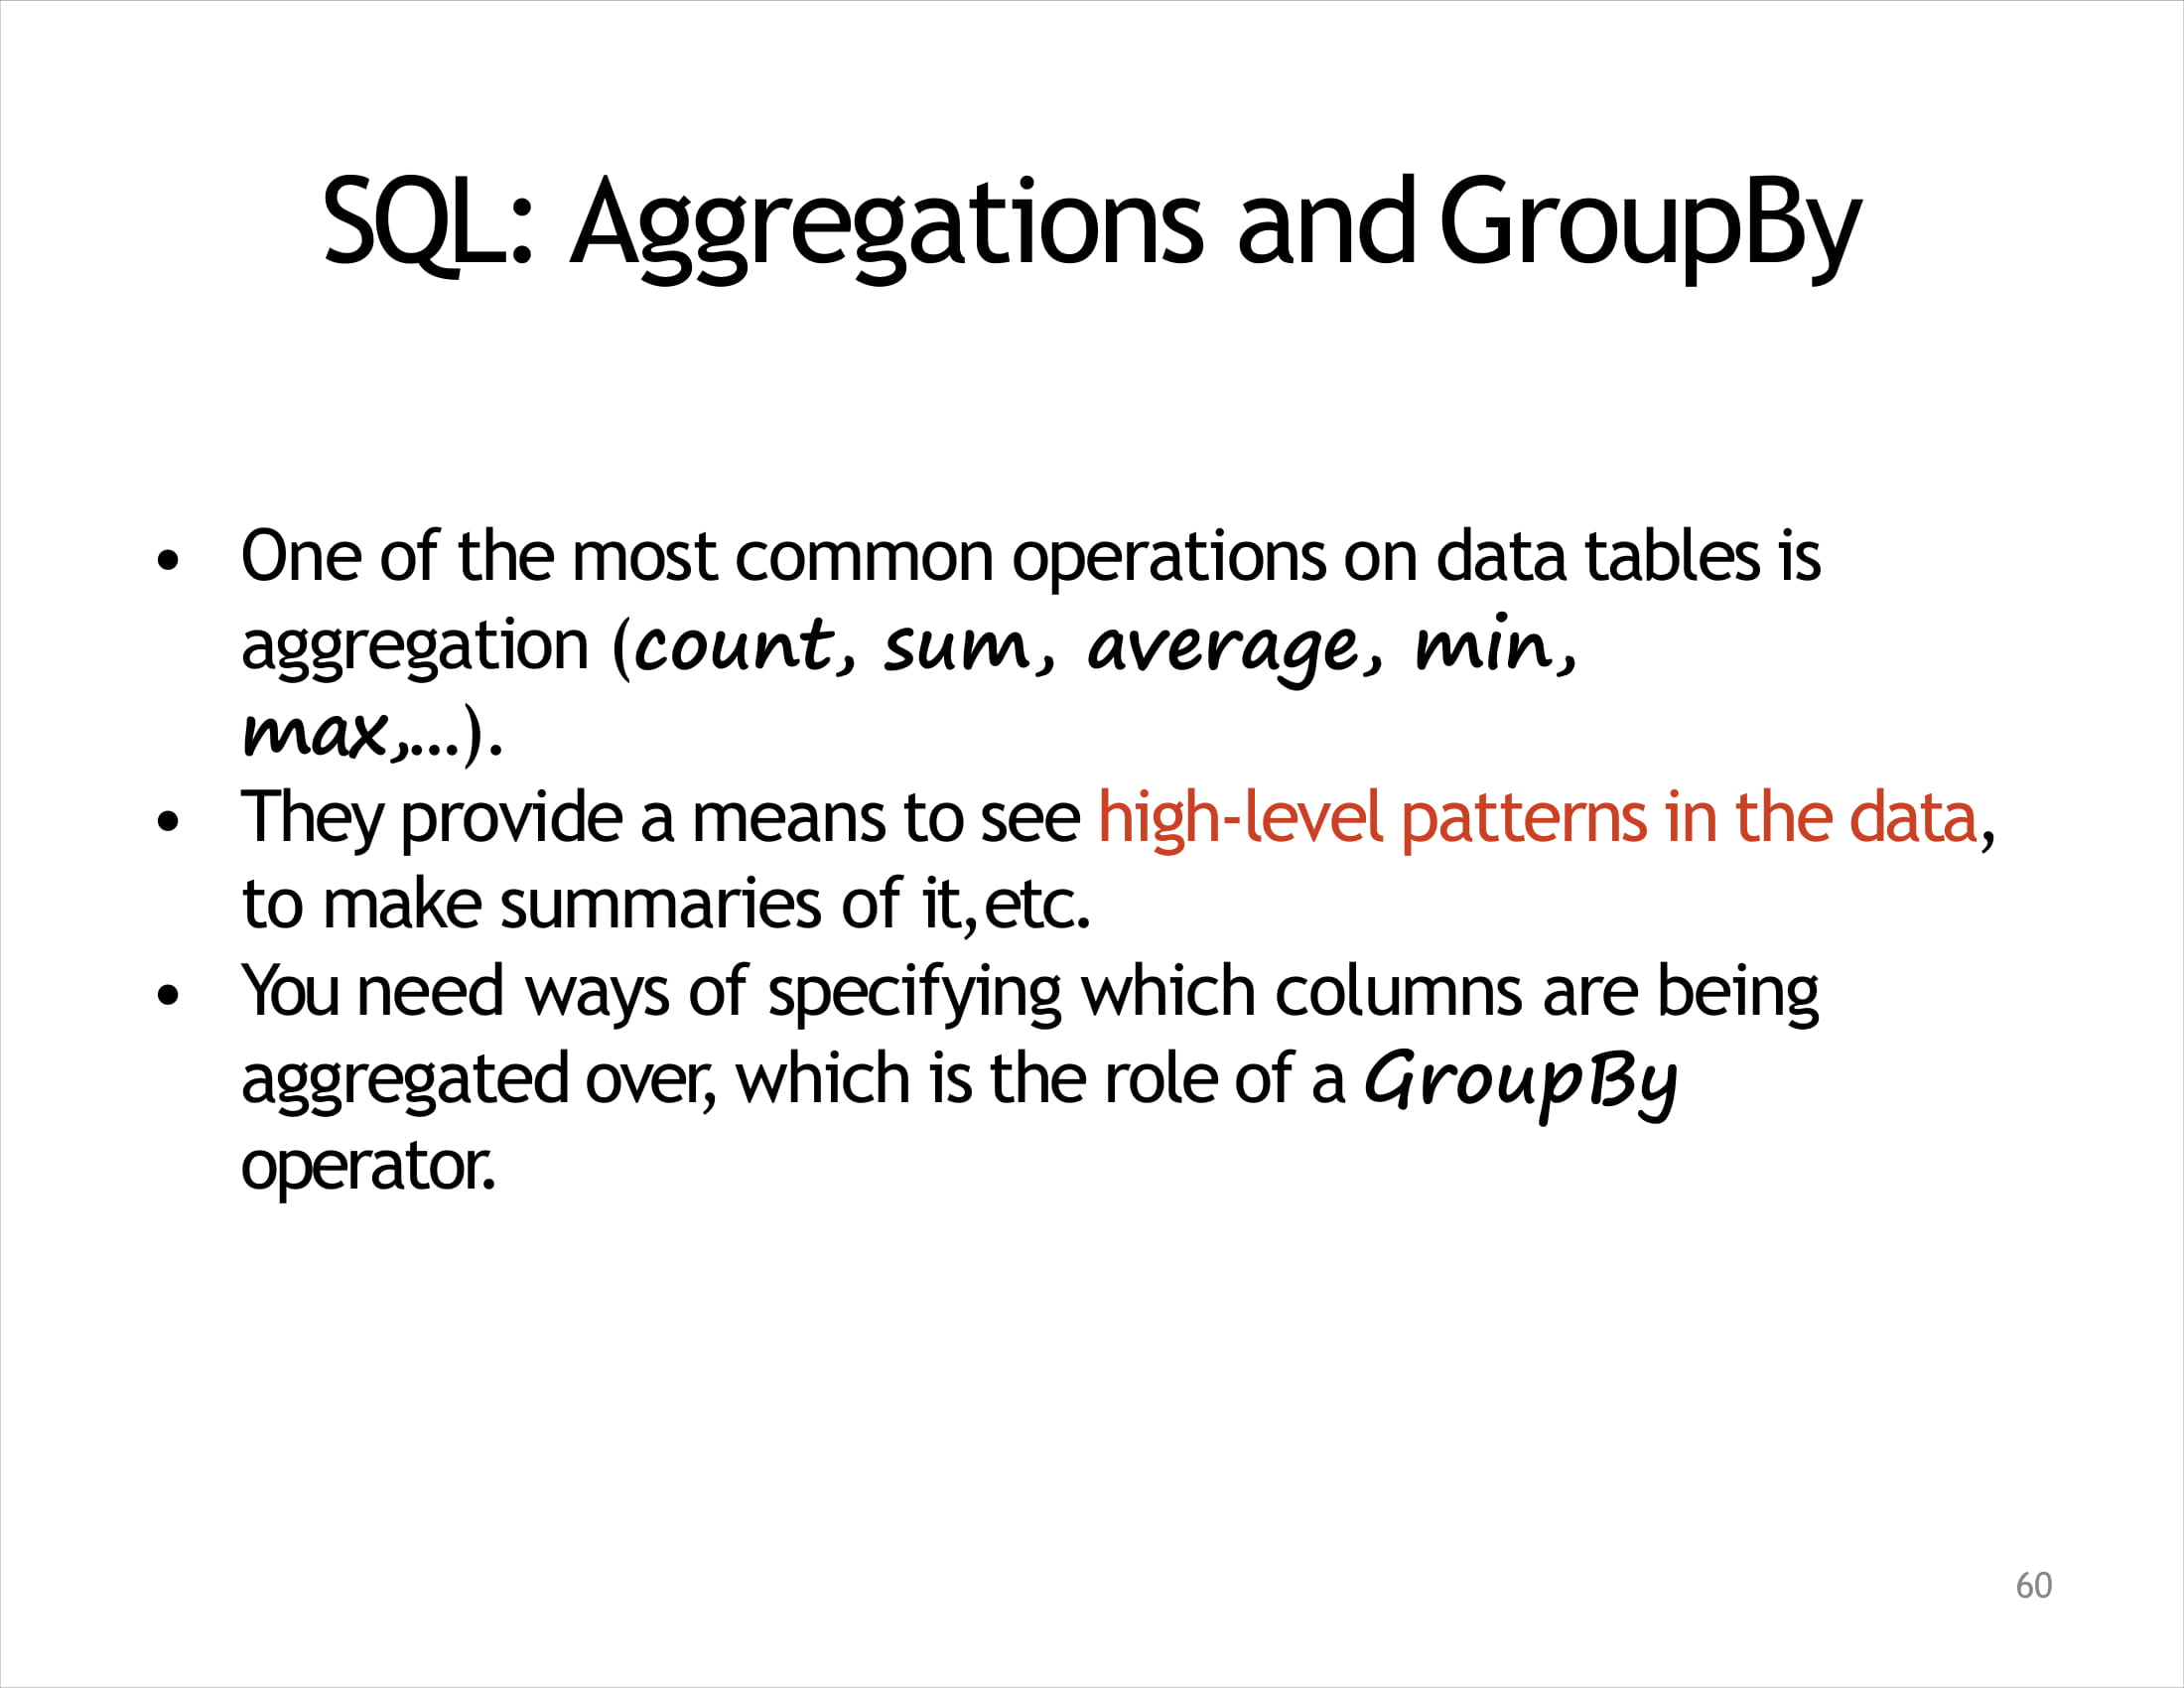 SQL: Aggregations and GroupBy
• One of the most common operations on data tables is
aggregation (count, sum, average, min,
max,...).
• They provide a means to see high-level patterns in the data,
to make summaries of it,etc.
• You need ways of specifying which columns are being
aggregated over, which is the role of a GroupBy
operator.
60